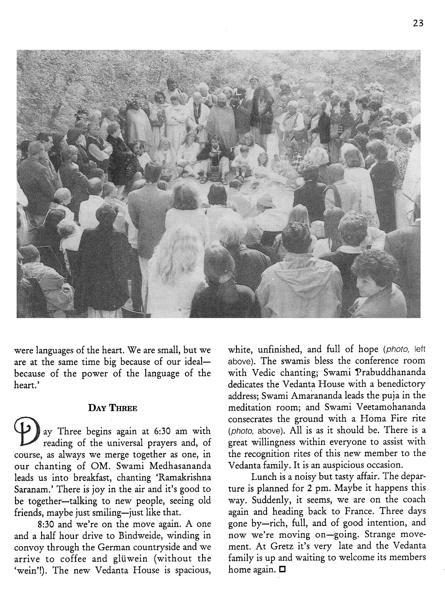 23
were languages of the heart. We are small, but we
are at the same time big because of our ideal—
because of the power of the language of the
heart.'
DAY THREE
Day Three begins again at 6:30 am with
reading of the universal prayers and, of
course, as always we merge together as one, in
our chanting of OM. Swami Medhasananda
leads us into breakfast, chanting 'Ramakrishna
Saranam.' There is joy in the air and it's good to
be together—talking to new people, seeing old
friends, maybe just smiling—just like that.
8:30 and we're on the move again. A one
and a half hour drive to Bindweide, winding in
convoy through the German countryside and we
arrive to coffee and glüwein (without the
'wein'!). The new Vedanta House is spacious,
white, unfinished, and full of hope (photo, left
above). The swamis bless the conference room
with Vedic chanting; Swami Prabuddhananda
dedicates the Vedanta House with a benedictory
address; Swami Amarananda leads the puja in the
meditation room; and Swami Veetamohananda
consecrates the ground with a Homa Fire rite
(photo, above). All is as it should be. There is a
great willingness within everyone to assist with
the recognition rites of this new member to the
Vedanta family. It is an auspicious occasion.
Lunch is a noisy but tasty affair. The depar-
ture is planned for 2 pm. Maybe it happens this
way. Suddenly, it seems, we are on the coach
again and heading back to France. Three days
gone by—rich, full, and of good intention, and
now we're moving on—going. Strange move-
ment. At Gretz it's very late and the Vedanta
family is up and waiting to welcome its members
home again.